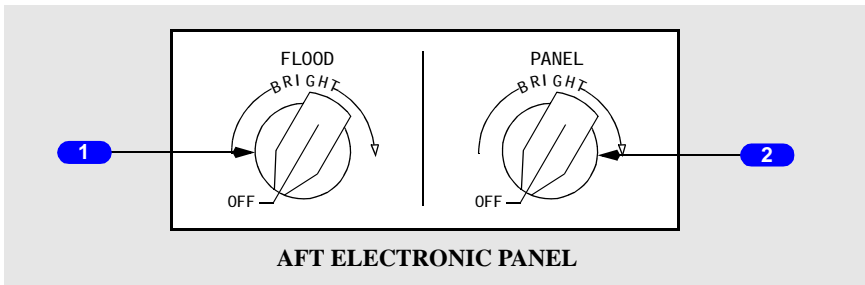 FLOOD
BRIGHT
OFF
1
PANEL
BRIGHT
OFF
2
AFT ELECTRONIC PANEL